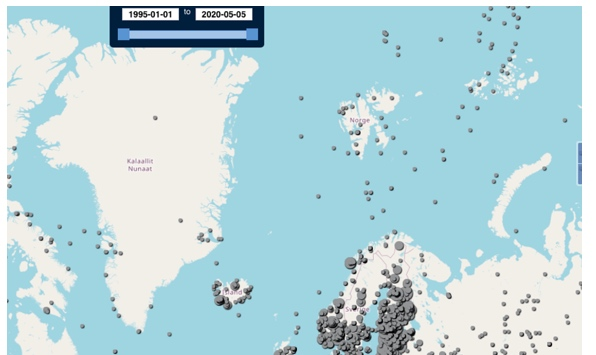 1995-01-01 to 2020-05-05
Norge
Kalaallit
Nunaat